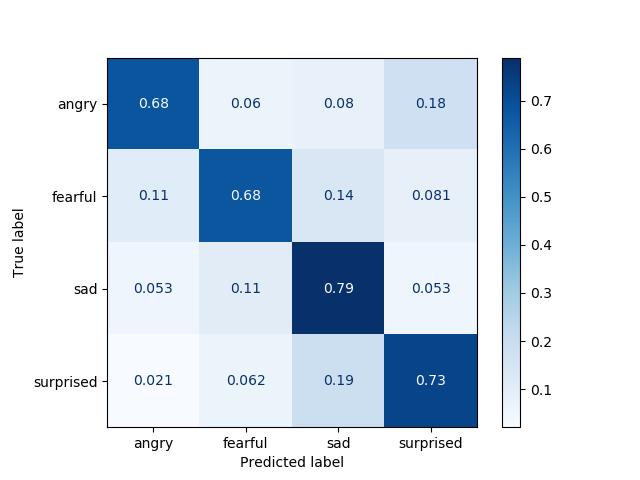 angry 0.68 0.06 0.08 0.18
fearful 0.11 0.68 0.14 0.081
sad 0.053 0.11 0.79 0.053
surprised 0.021 0.062 0.19 0.73
angry fearful sad surprised
Predicted label
True label
0.7
0.6
0.5
0.4
0.3
0.2
0.1